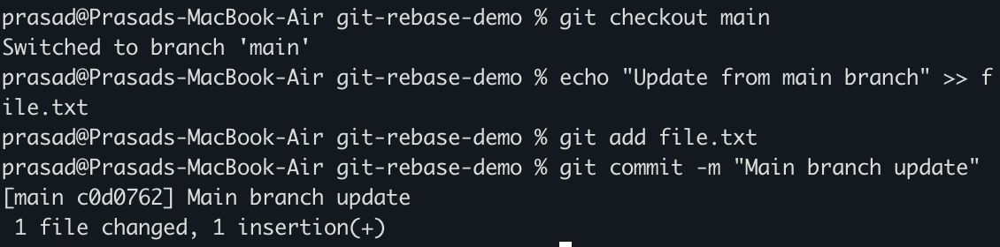 prasad@Prasads-MacBook-Air git-rebase-demo % git checkout main
Switched to branch 'main'
prasad@Prasads-MacBook-Air git-rebase-demo % echo "Update from main branch" >> f
ile.txt
prasad@Prasads-MacBook-Air git-rebase-demo % git add file.txt
prasad@Prasads-MacBook-Air git-rebase-demo % git commit -m "Main branch update"
[main c0d0762] Main branch update
 1 file changed, 1 insertion(+)